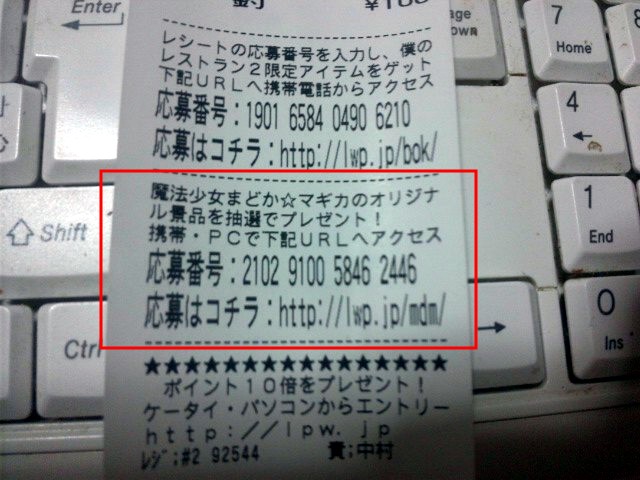 Enter
￥100
age
own
7
Home
レシートの応募番号を入力し、僕の
レストラン2限定アイテムをゲット
下記URLへ携帯電話からアクセス
応募番号:1901 6584 0490 6210
応募はコチラ:http://lwp.jp/bok/
4
魔法少女まどか☆マギカのオリジナ
ル景品を抽選でプレゼント!
携帯・PCで下記URLへアクセス
応募番号:2102 9100 5846 2446
応募はコチラ:http://lwp.jp/mdm/
Shift
1
End
Ctrl
0
Ins
★★★★★★★★★★★★★★★★
ポイント10倍をプレゼント!
ケータイ・パソコンからエントリー
http://lpw.jp
レジ;#2 92544 責;中村